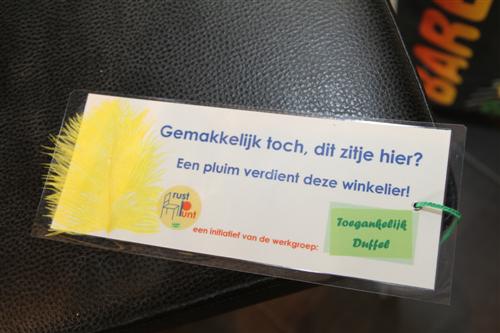 BARB
Gemakkelijk toch, dit zitje hier?
Een pluim verdient deze winkelier!
rust
Punt
een initiatief van de werkgroep:
Toegankelijk
Duffel